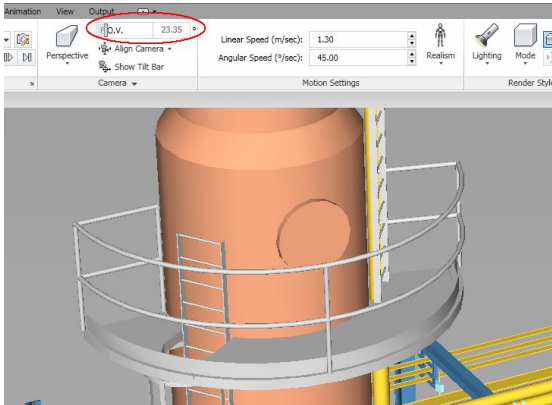 Animation View Output
F.O.V. 23.35 °
Align Camera
Show Tilt Bar
Perspective
Camera
Linear Speed (m/sec): 1.30
Angular Speed (°/sec): 45.00
Realism
Motion Settings
Lighting Mode
Render Style